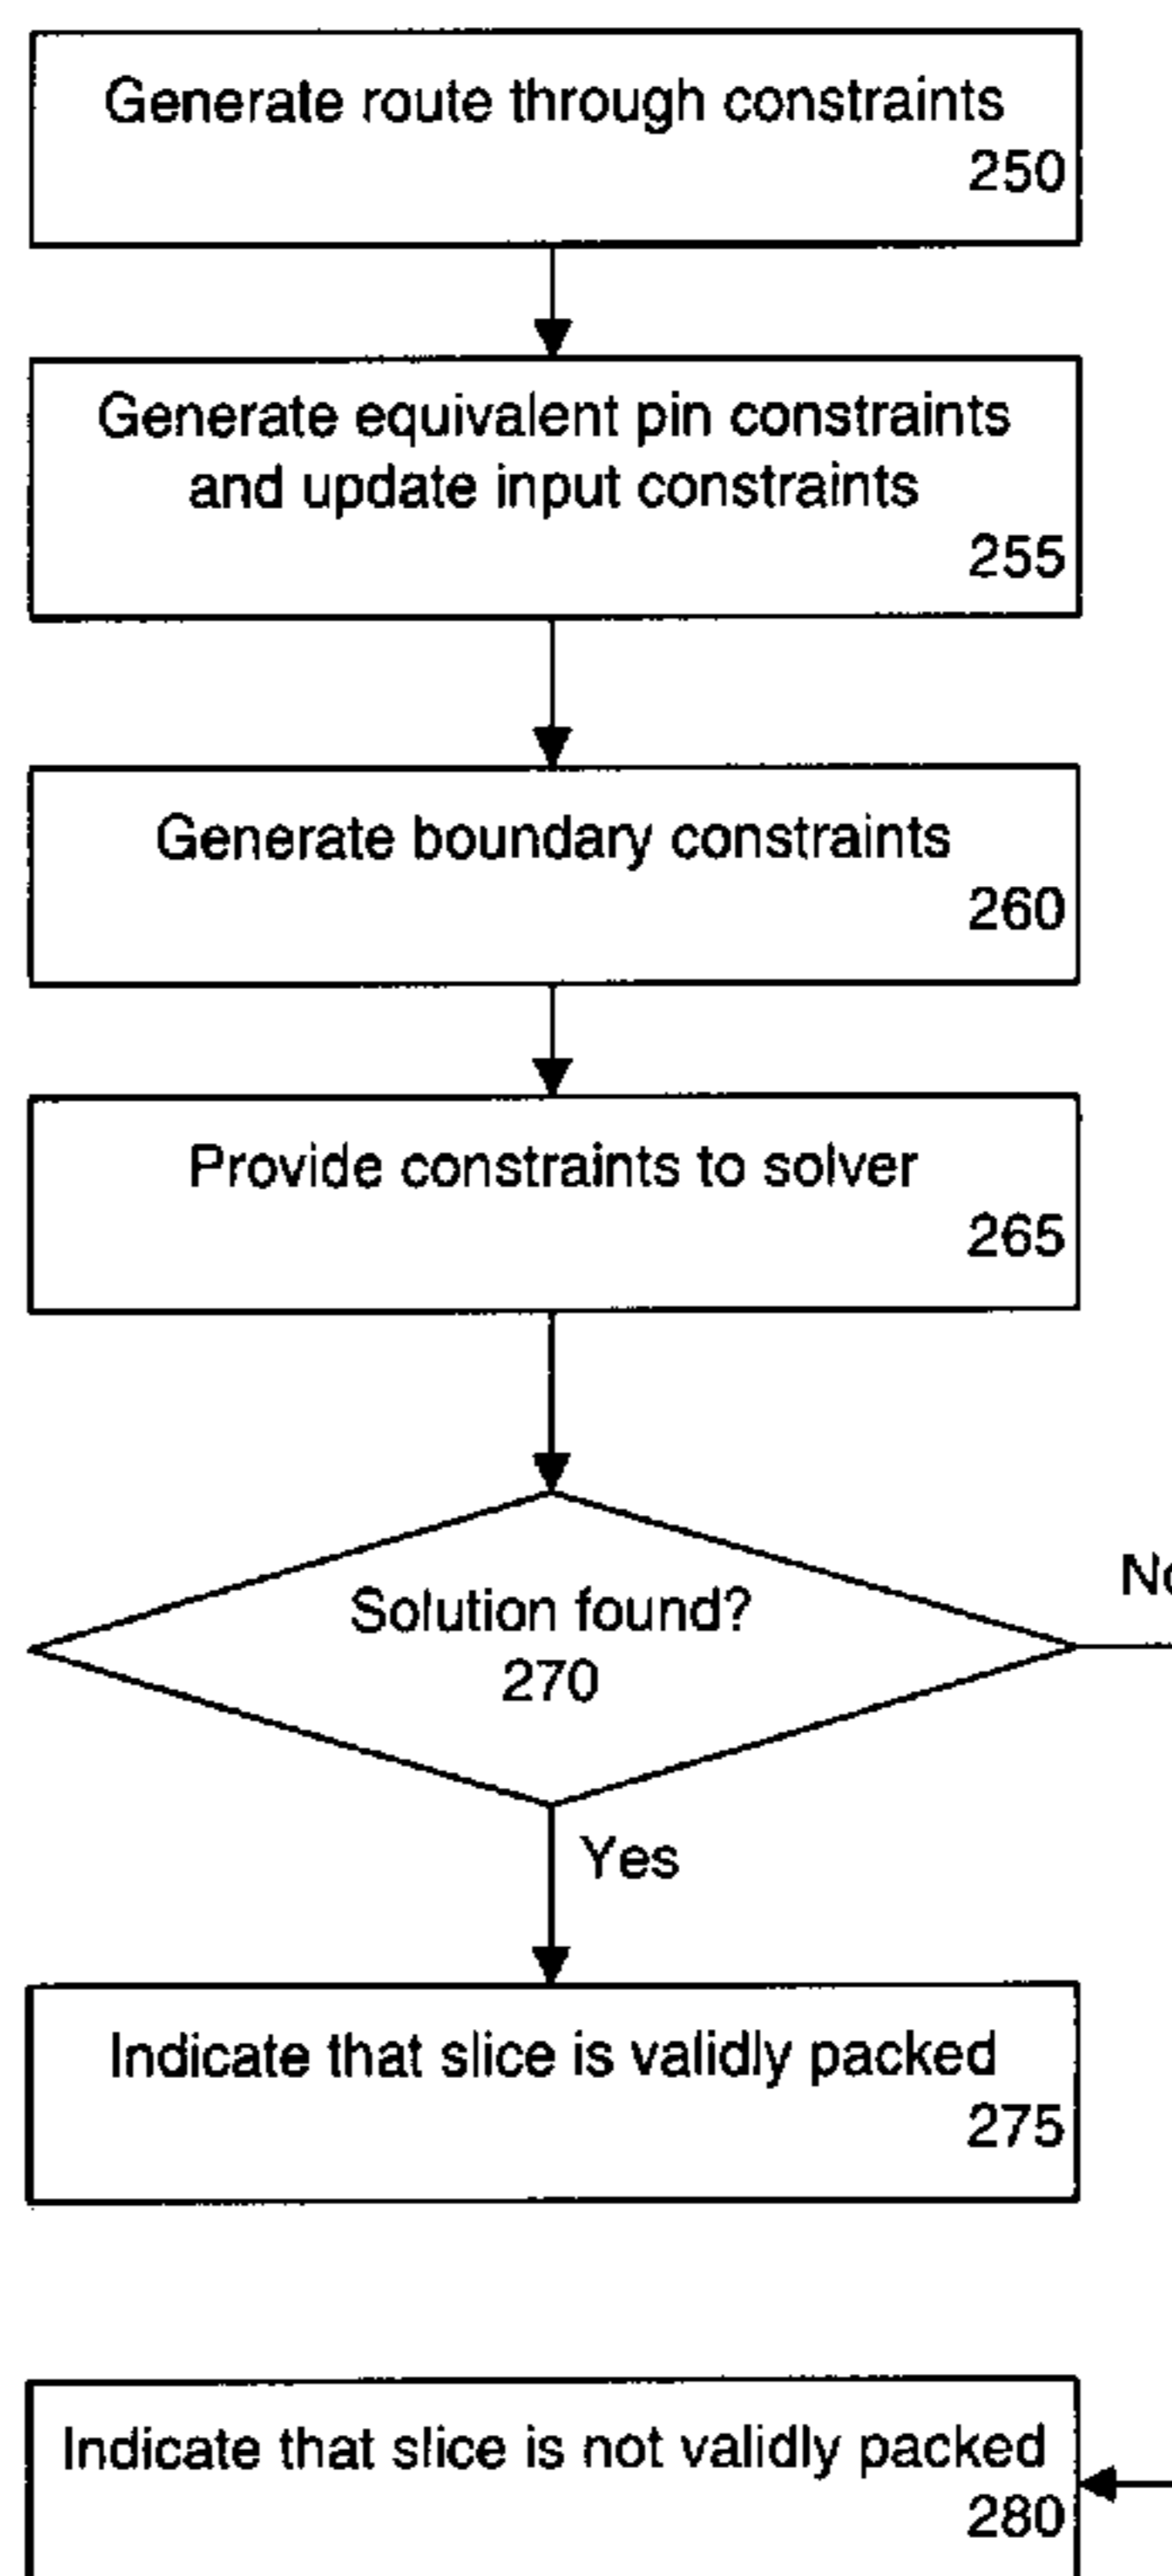 Generate route through constraints
250
Generate equivalent pin constraints
and update input constraints
255
Generate boundary constraints
260
Provide constraints to solver
265
No
Solution found?
270
Yes
Indicate that slice is validly packed
275
Indicate that slice is not validly packed
280